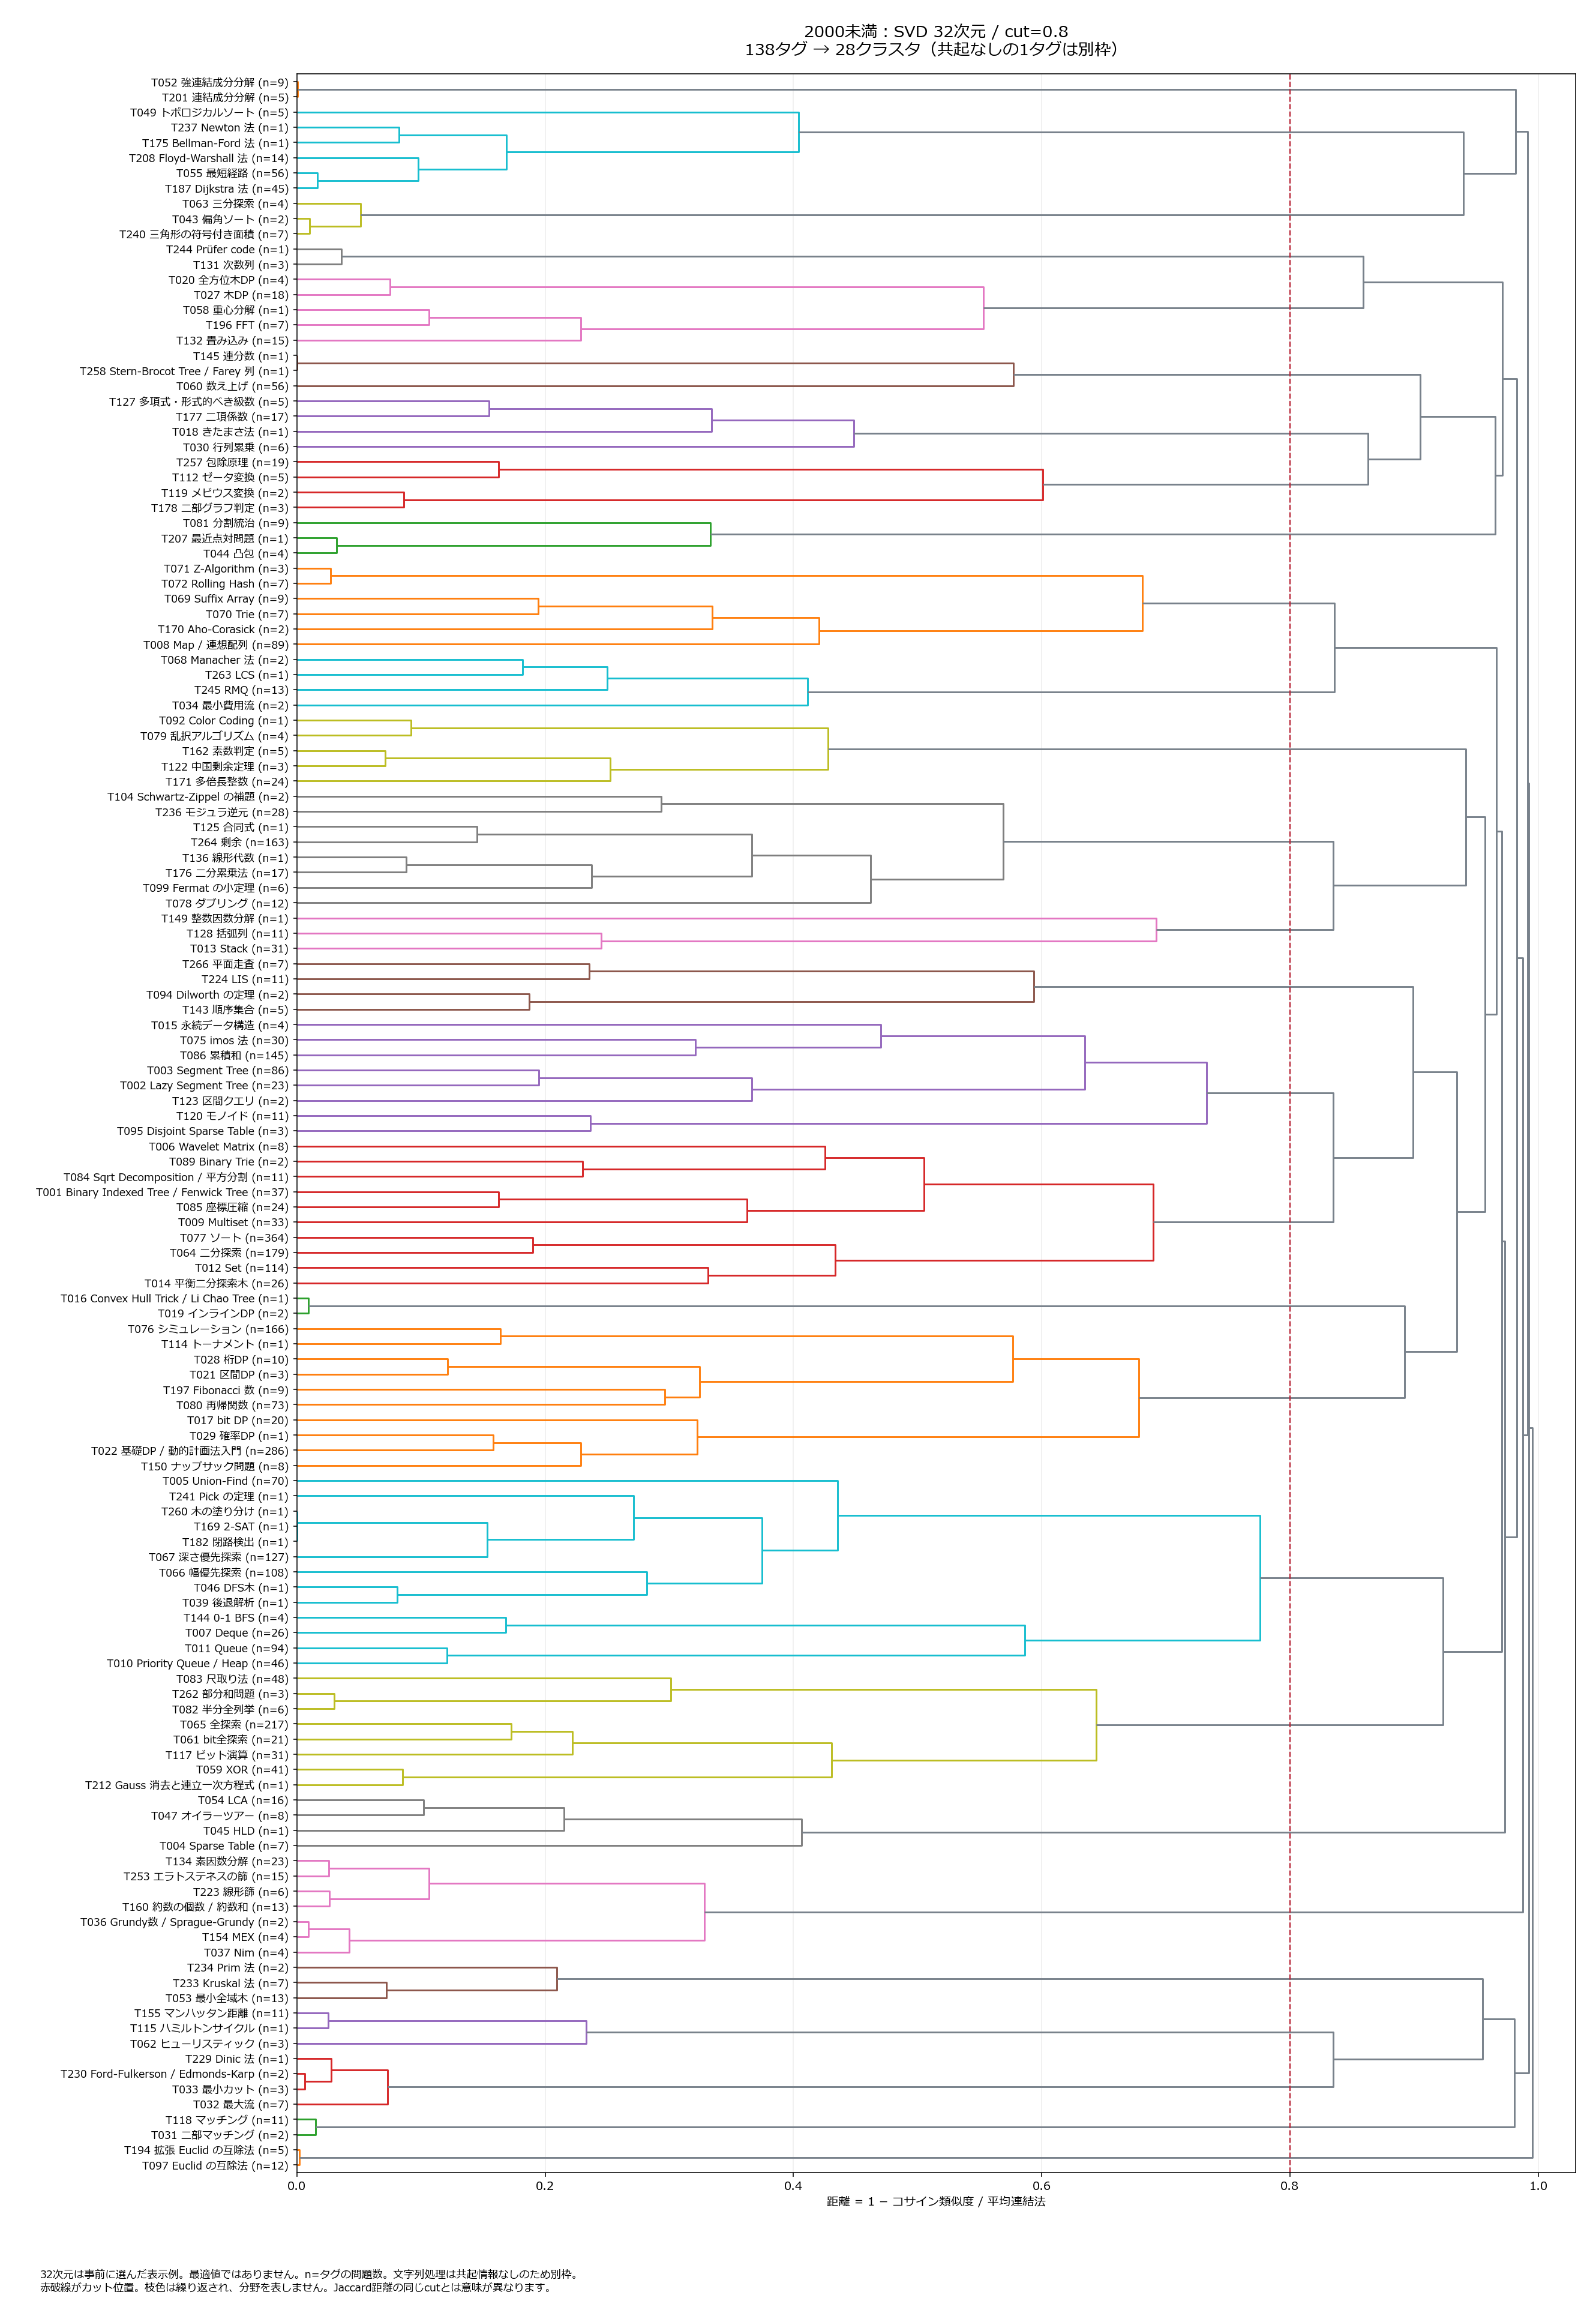 2000未満：SVD 32次元 / cut=0.8
138タグ → 28クラスタ（共起なしの1タグは別枠）
T052 強連結成分分解 (n=9)
T201 連結成分分解 (n=5)
T049 トポロジカルソート (n=5)
T237 Newton 法 (n=1)
T175 Bellman-Ford 法 (n=1)
T208 Floyd-Warshall 法 (n=14)
T055 最短経路 (n=56)
T187 Dijkstra 法 (n=45)
T063 三分探索 (n=4)
T043 偏角ソート (n=2)
T240 三角形の符号付き面積 (n=7)
T244 Prüfer code (n=1)
T131 次数列 (n=3)
T020 全方位木DP (n=4)
T027 木DP (n=18)
T058 重心分解 (n=1)
T196 FFT (n=7)
T132 畳み込み (n=15)
T145 連分数 (n=1)
T258 Stern-Brocot Tree / Farey 列 (n=1)
T060 数え上げ (n=56)
T127 多項式・形式的べき級数 (n=5)
T177 二項係数 (n=17)
T018 きたまさ法 (n=1)
T030 行列累乗 (n=6)
T257 包除原理 (n=19)
T112 ゼータ変換 (n=5)
T119 メビウス変換 (n=2)
T178 二部グラフ判定 (n=3)
T081 分割統治 (n=9)
T207 最近点対問題 (n=1)
T044 凸包 (n=4)
T071 Z-Algorithm (n=3)
T072 Rolling Hash (n=7)
T069 Suffix Array (n=9)
T070 Trie (n=7)
T170 Aho-Corasick (n=2)
T008 Map / 連想配列 (n=89)
T068 Manacher 法 (n=2)
T263 LCS (n=1)
T245 RMQ (n=13)
T034 最小費用流 (n=2)
T092 Color Coding (n=1)
T079 乱択アルゴリズム (n=4)
T162 素数判定 (n=5)
T122 中国剰余定理 (n=3)
T171 多倍長整数 (n=24)
T104 Schwartz-Zippel の補題 (n=2)
T236 モジュラ逆元 (n=28)
T125 合同式 (n=1)
T264 剰余 (n=163)
T136 線形代数 (n=1)
T176 二分累乗法 (n=17)
T099 Fermat の小定理 (n=6)
T078 ダブリング (n=12)
T149 整数因数分解 (n=1)
T128 括弧列 (n=11)
T013 Stack (n=31)
T266 平面走査 (n=7)
T224 LIS (n=11)
T094 Dilworth の定理 (n=2)
T143 順序集合 (n=5)
T015 永続データ構造 (n=4)
T075 imos 法 (n=30)
T086 累積和 (n=145)
T003 Segment Tree (n=86)
T002 Lazy Segment Tree (n=23)
T123 区間クエリ (n=2)
T120 モノイド (n=11)
T095 Disjoint Sparse Table (n=3)
T006 Wavelet Matrix (n=8)
T089 Binary Trie (n=2)
T084 Sqrt Decomposition / 平方分割 (n=11)
T001 Binary Indexed Tree / Fenwick Tree (n=37)
T085 座標圧縮 (n=24)
T009 Multiset (n=33)
T077 ソート (n=364)
T064 二分探索 (n=179)
T012 Set (n=114)
T014 平衡二分探索木 (n=26)
T016 Convex Hull Trick / Li Chao Tree (n=1)
T019 インラインDP (n=2)
T076 シミュレーション (n=166)
T114 トーナメント (n=1)
T028 桁DP (n=10)
T021 区間DP (n=3)
T197 Fibonacci 数 (n=9)
T080 再帰関数 (n=73)
T017 bit DP (n=20)
T029 確率DP (n=1)
T022 基礎DP / 動的計画法入門 (n=286)
T150 ナップサック問題 (n=8)
T005 Union-Find (n=70)
T241 Pick の定理 (n=1)
T260 木の塗り分け (n=1)
T169 2-SAT (n=1)
T182 閉路検出 (n=1)
T067 深さ優先探索 (n=127)
T066 幅優先探索 (n=108)
T046 DFS木 (n=1)
T039 後退解析 (n=1)
T144 0-1 BFS (n=4)
T007 Deque (n=26)
T011 Queue (n=94)
T010 Priority Queue / Heap (n=46)
T083 尺取り法 (n=48)
T262 部分和問題 (n=3)
T082 半分全列挙 (n=6)
T065 全探索 (n=217)
T061 bit全探索 (n=21)
T117 ビット演算 (n=31)
T059 XOR (n=41)
T212 Gauss 消去と連立一次方程式 (n=1)
T054 LCA (n=16)
T047 オイラーツアー (n=8)
T045 HLD (n=1)
T004 Sparse Table (n=7)
T134 素因数分解 (n=23)
T253 エラトステネスの篩 (n=15)
T223 線形篩 (n=6)
T160 約数の個数 / 約数和 (n=13)
T036 Grundy数 / Sprague-Grundy (n=2)
T154 MEX (n=4)
T037 Nim (n=4)
T234 Prim 法 (n=2)
T233 Kruskal 法 (n=7)
T053 最小全域木 (n=13)
T155 マンハッタン距離 (n=11)
T115 ハミルトンサイクル (n=1)
T062 ヒューリスティック (n=3)
T229 Dinic 法 (n=1)
T230 Ford-Fulkerson / Edmonds-Karp (n=2)
T033 最小カット (n=3)
T032 最大流 (n=7)
T118 マッチング (n=11)
T031 二部マッチング (n=2)
T194 拡張 Euclid の互除法 (n=5)
T097 Euclid の互除法 (n=12)
0.0 0.2 0.4 0.6 0.8 1.0
距離 = 1 − コサイン類似度 / 平均連結法
32次元は事前に選んだ表示例。最適値ではありません。n=タグの問題数。文字列処理は共起情報なしのため別枠。
赤破線がカット位置。枝色は繰り返され、分野を表しません。Jaccard距離の同じcutとは意味が異なります。